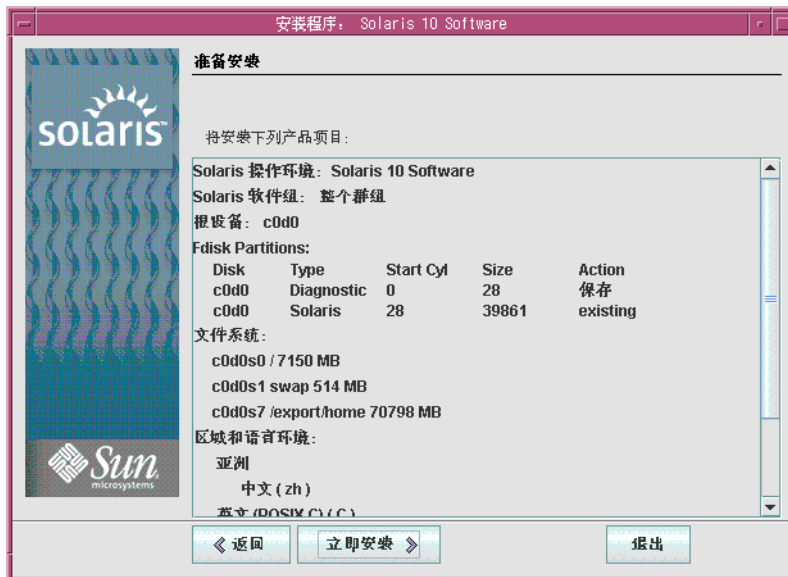 安装程序： Solaris 10 Software
准备安装
solaris
将安装下列产品项目：
Solaris 操作环境：Solaris 10 Software
Solaris 软件组： 整个群组
根设备： c0d0
Fdisk Partitions:
Disk Type Start Cyl Size Action
c0d0 Diagnostic 0 28 保存
c0d0 Solaris 28 39861 existing
文件系统：
c0d0s0 / 7150 MB
c0d0s1 swap 514 MB
c0d0s7 /export/home 70798 MB
区域和语言环境：
亚洲
中文 ( zh )
英文 (POSIX C) ( C )
Sun
microsystems
返回
立即安装
退出